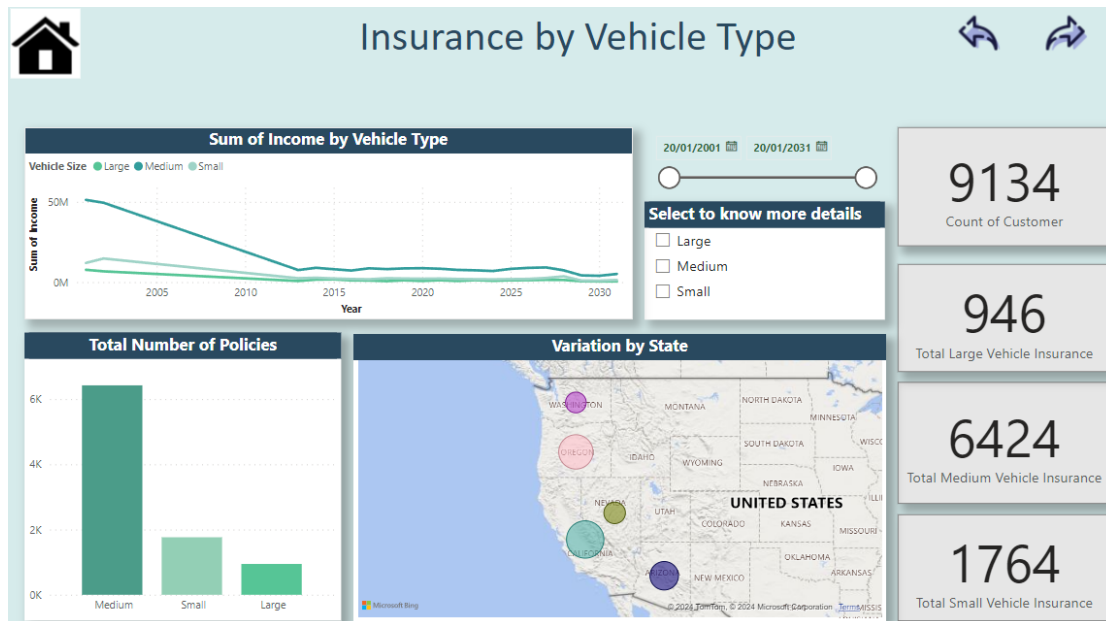 Insurance by Vehicle Type
Sum of Income by Vehicle Type
Vehicle Size Large Medium Small
Sum of Income
50M
0M
2005 2010 2015 2020 2025 2030
Year
20/01/2001 20/01/2031
Select to know more details
Large
Medium
Small
9134
Count of Customer
946
Total Large Vehicle Insurance
6424
Total Medium Vehicle Insurance
1764
Total Small Vehicle Insurance
Total Number of Policies
6K
4K
2K
0K
Medium Small Large
Variation by State
WASHINGTON
MONTANA
NORTH DAKOTA
MINNESOTA
OREGON
IDAHO
SOUTH DAKOTA
WISC
WYOMING
IOWA
NEBRASKA
NEVADA
UTAH
UNITED STATES
ILLI
COLORADO
KANSAS
MISSOURI
CALIFORNIA
OKLAHOMA
ARIZONA
NEW MEXICO
ARKANSAS
Microsoft Bing
© 2024 TomTom, © 2024 Microsoft Corporation Terms
MISSIS